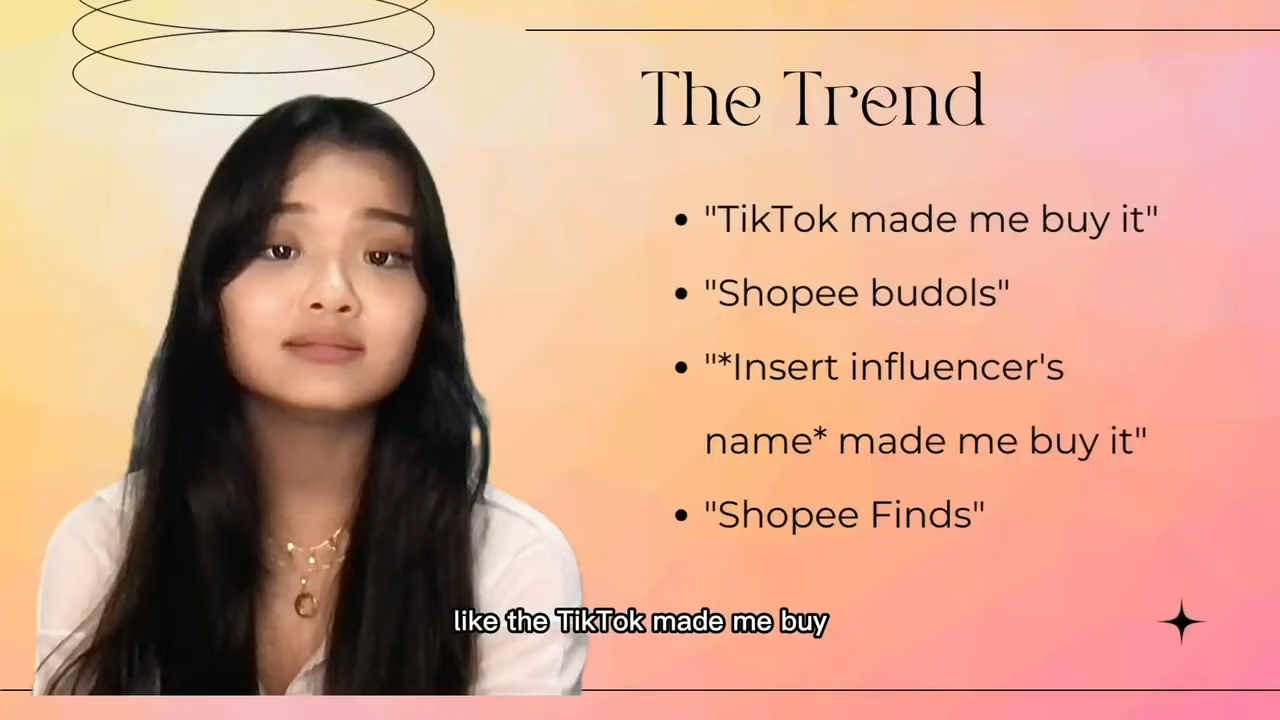 The Trend
• "TikTok made me buy it"
• "Shopee budols"
• "*Insert influencer's
name* made me buy it"
• "Shopee Finds"
like the TikTok made me buy